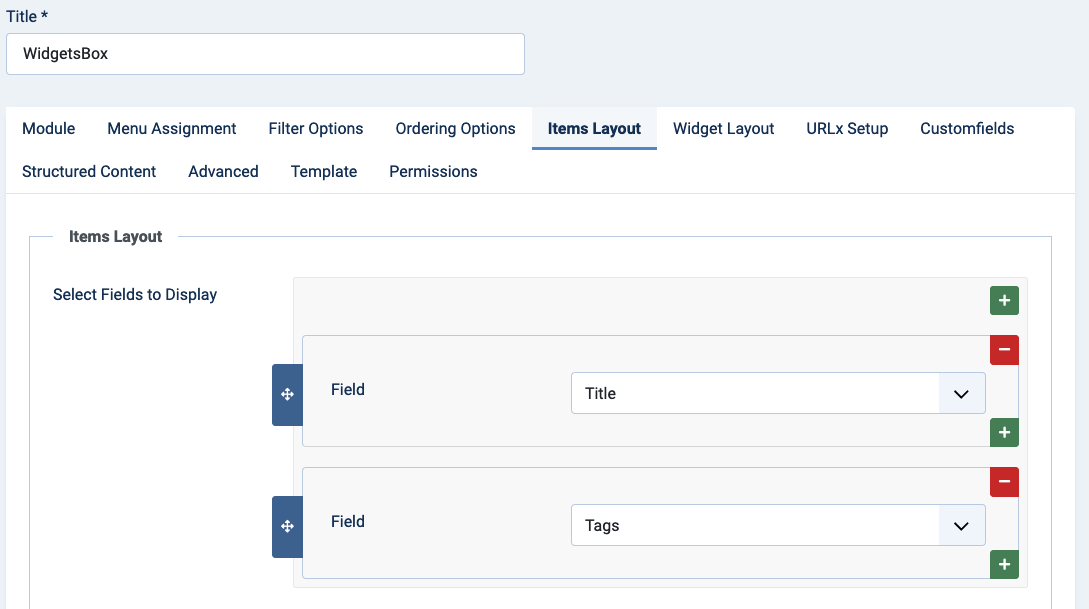 Title *
WidgetsBox
Module Menu Assignment Filter Options Ordering Options Items Layout Widget Layout URLx Setup Customfields
Structured Content Advanced Template Permissions
Items Layout
Select Fields to Display
Field Title
Field Tags